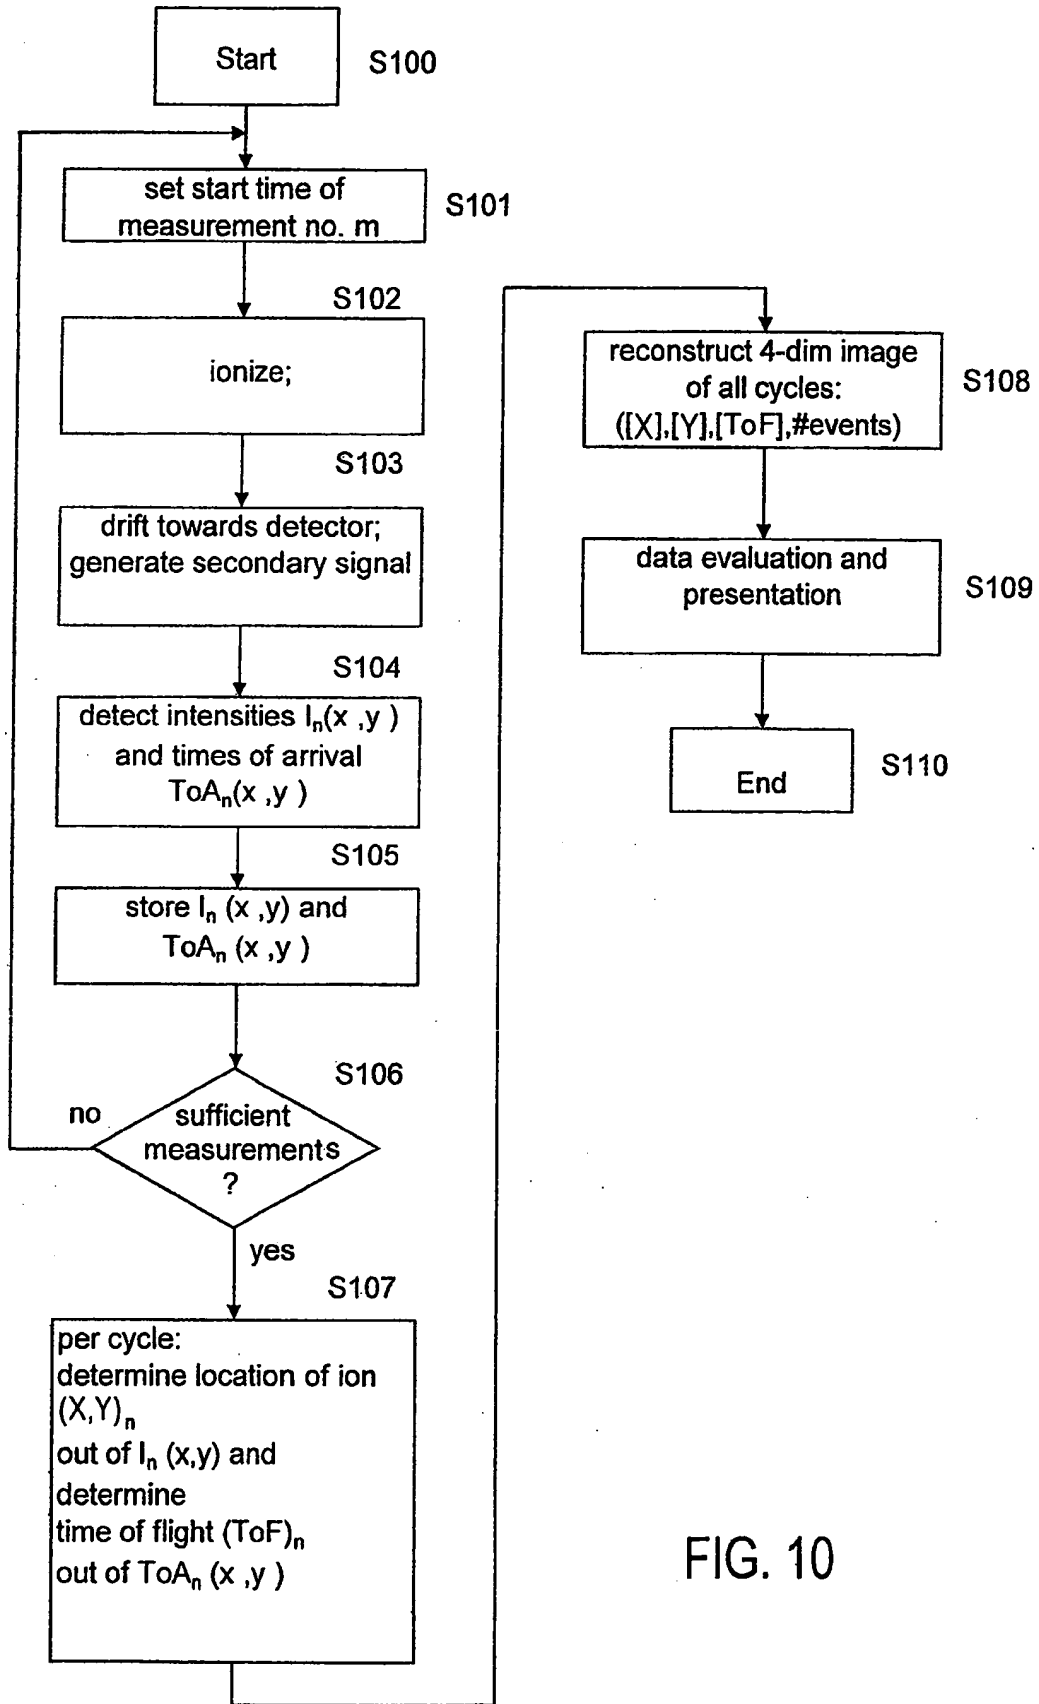 Start
S100
set start time of
measurement no. m
S101
S102
ionize;
S103
drift towards detector;
generate secondary signal
S104
detect intensities Iₙ(x ,y )
and times of arrival
ToAₙ(x ,y )
S105
store Iₙ (x ,y) and
ToAₙ (x ,y )
S106
no
sufficient
measurements
?
yes
S107
per cycle:
determine location of ion
(X,Y)ₙ
out of Iₙ (x,y) and
determine
time of flight (ToF)ₙ
out of ToAₙ (x ,y )
reconstruct 4-dim image
of all cycles:
([X],[Y],[ToF],#events)
S108
data evaluation and
presentation
S109
End
S110
FIG. 10